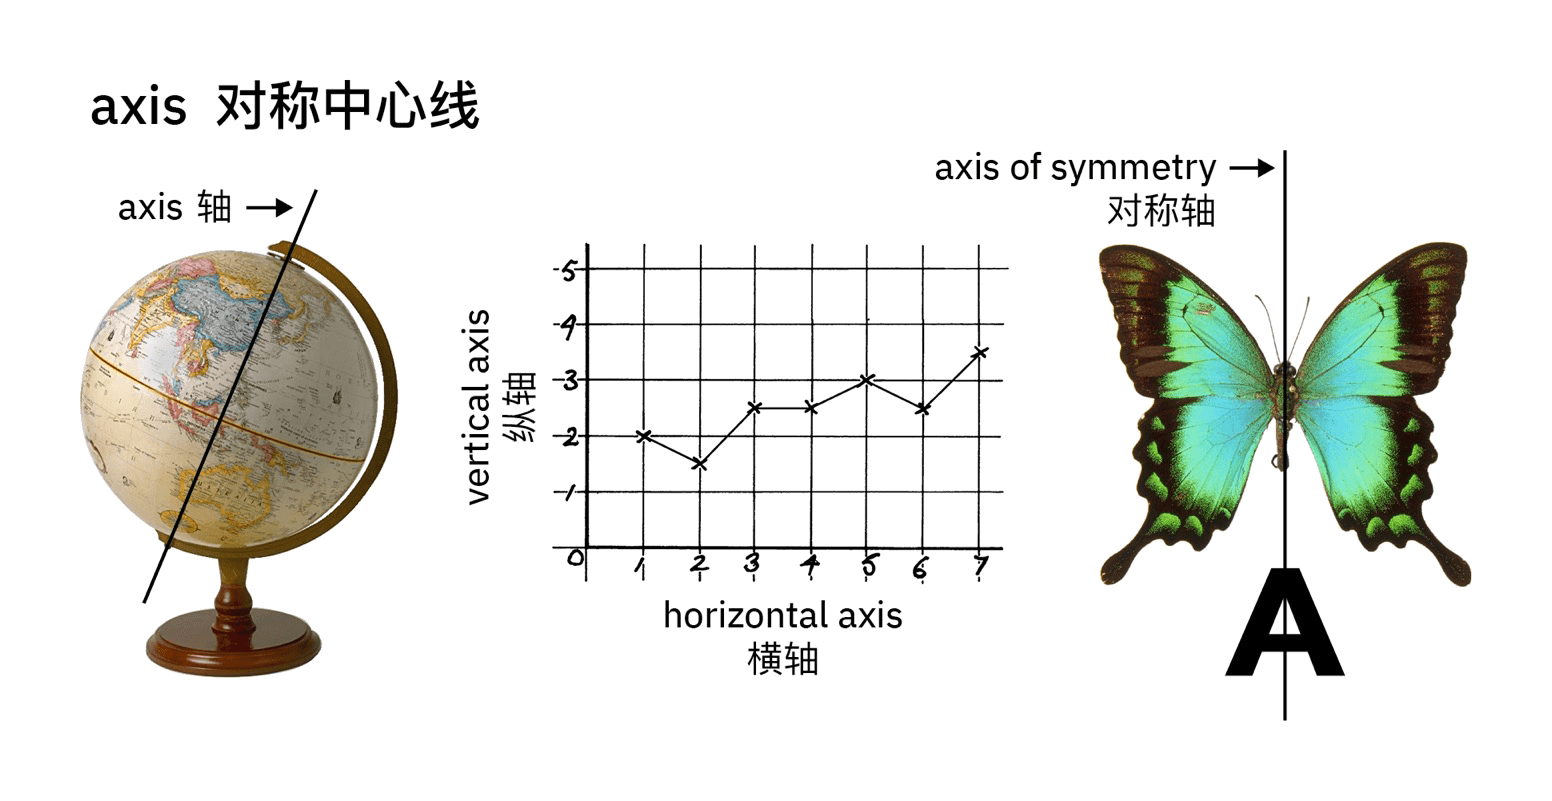 axis 对称中心线
axis 轴
axis of symmetry
对称轴
vertical axis
纵轴
5
4
3
2
1
0
1 2 3 4 5 6 7
horizontal axis
横轴
A